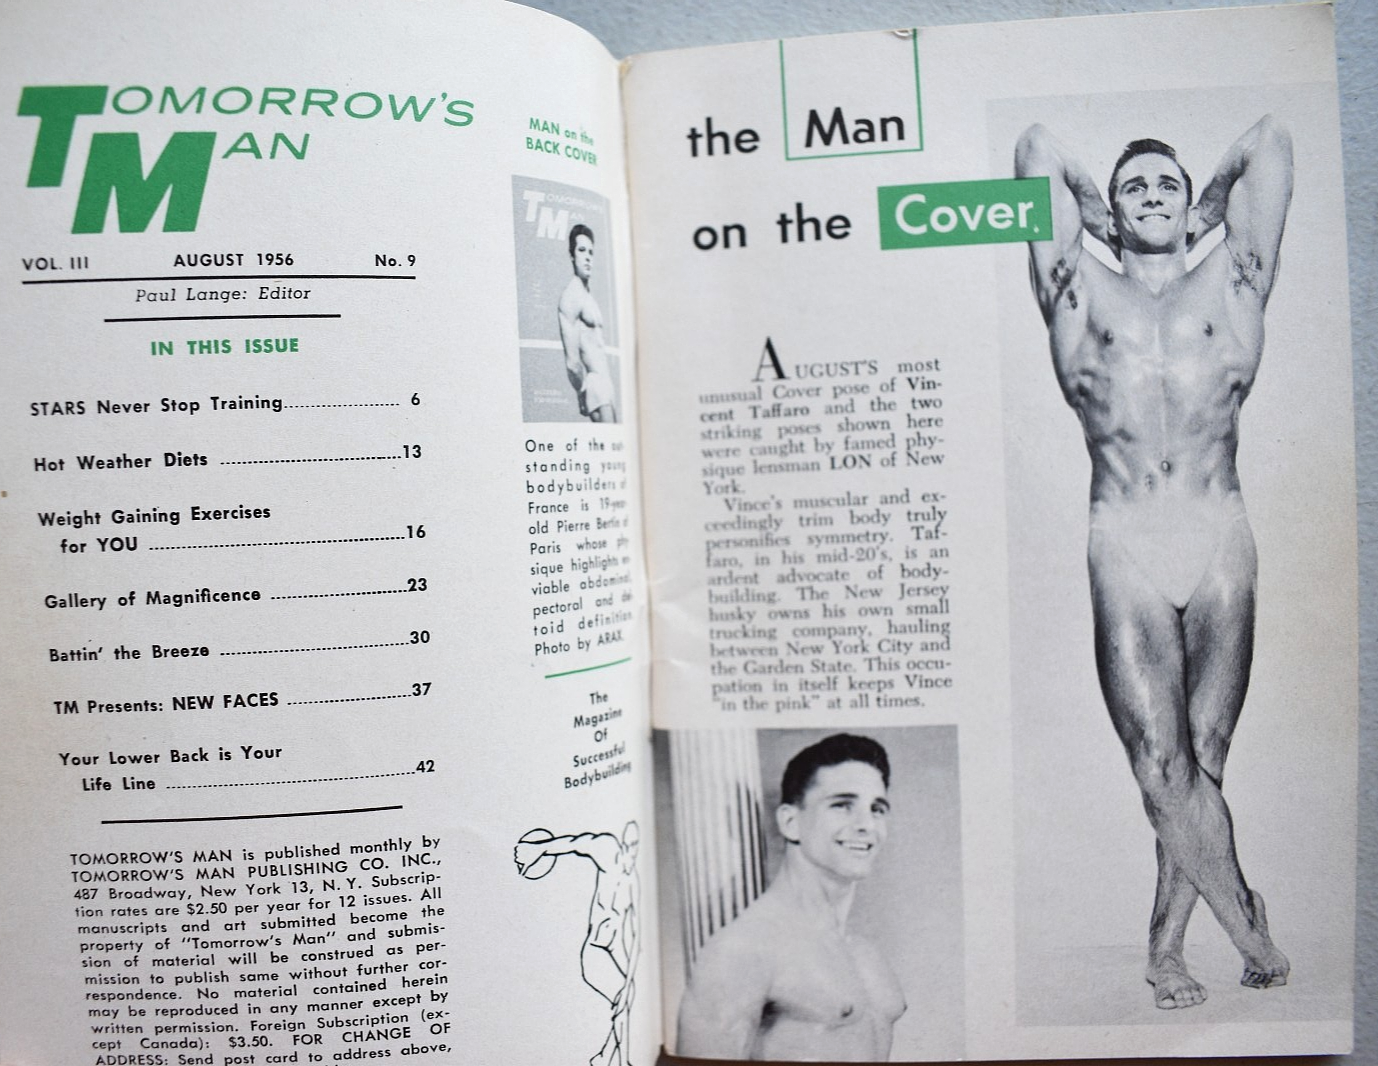 TOMORROW'S
MAN
VOL. III AUGUST 1956 No. 9
Paul Lange: Editor
IN THIS ISSUE
STARS Never Stop Training 6
Hot Weather Diets 13
Weight Gaining Exercises
for YOU 16
Gallery of Magnificence 23
Battin' the Breeze 30
TM Presents: NEW FACES 37
Your Lower Back is Your
Life Line 42
TOMORROW'S MAN is published monthly by
TOMORROW'S MAN PUBLISHING CO. INC.,
487 Broadway, New York 13, N. Y. Subscrip-
tion rates are $2.50 per year for 12 issues. All
manuscripts and art submitted become the
property of "Tomorrow's Man" and submis-
sion of material will be construed as per-
mission to publish same without further cor-
respondence. No material contained herein
may be reproduced in any manner except by
written permission. Foreign Subscription (ex-
cept Canada): $3.50. FOR CHANGE OF
ADDRESS: Send post card to address above,
MAN on the
BACK COVER
TOMORROW'S
MAN
One of the
standing young
bodybuilders
France is
old Pierre
Paris whose
sique highlights
viable abdominal,
pectoral and
toid definition.
Photo by ARAX.
The
Magazine
Of
Successful
Bodybuilding
the Man
on the Cover.
AUGUST'S most
unusual Cover pose of Vin-
cent Taffaro and the two
striking poses shown here
were caught by famed phy-
sique lensman LON of New
York.
Vince's muscular and ex-
ceedingly trim body truly
personifies symmetry. Taf-
faro, in his mid-20's, is an
ardent advocate of body-
building. The New Jersey
husky owns his own small
trucking company, hauling
between New York City and
the Garden State. This occu-
pation in itself keeps Vince
"in the pink" at all times.